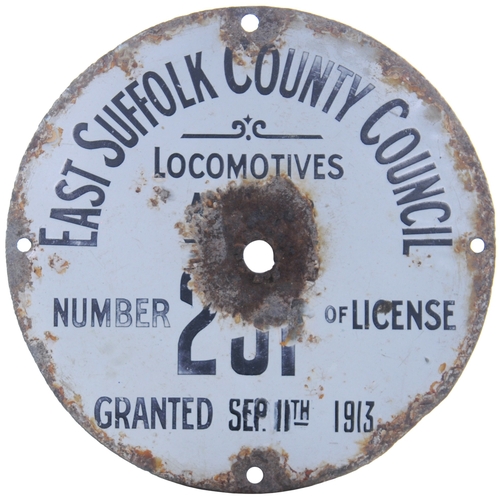 EAST SUFFOLK COUNTY COUNCIL
LOCOMOTIVES
NUMBER OF LICENSE
GRANTED SEP. 11TH 1913